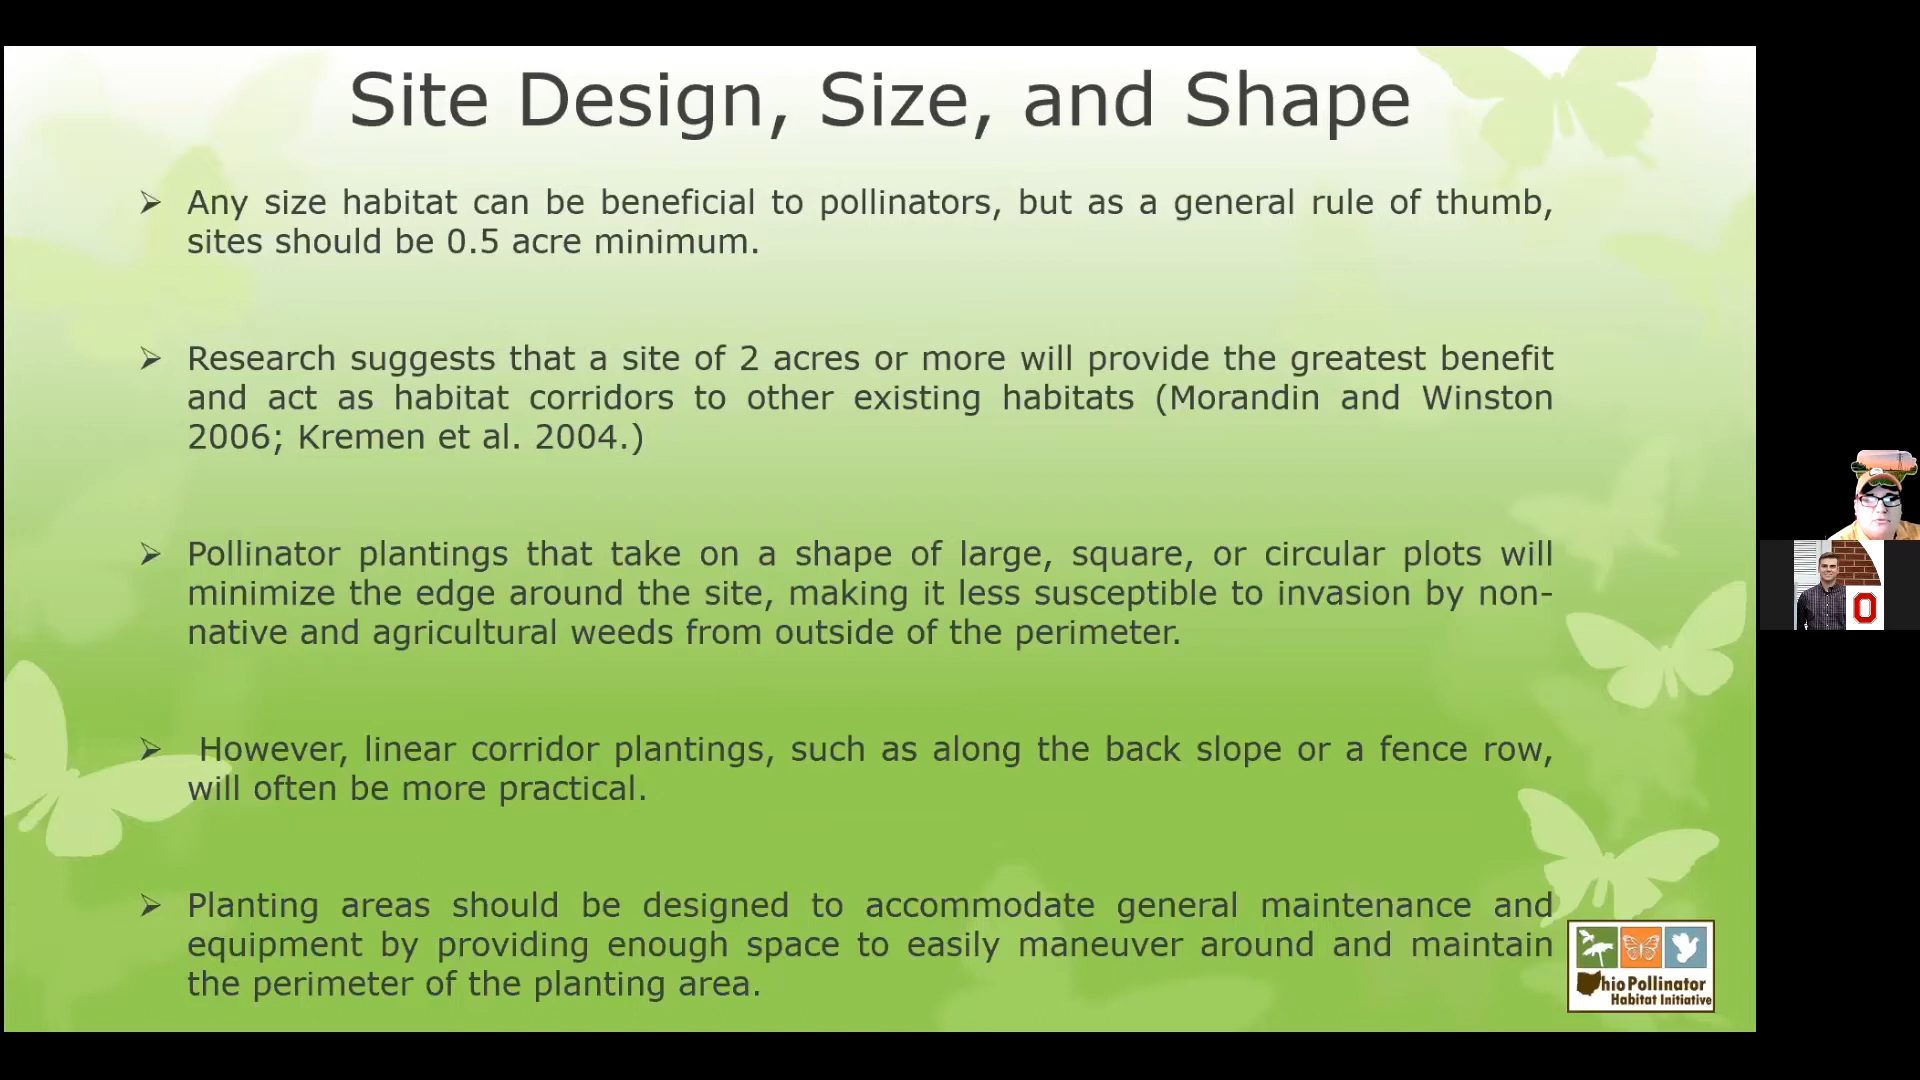 Site Design, Size, and Shape
Any size habitat can be beneficial to pollinators, but as a general rule of thumb,
sites should be 0.5 acre minimum.
Research suggests that a site of 2 acres or more will provide the greatest benefit
and act as habitat corridors to other existing habitats (Morandin and Winston
2006; Kremen et al. 2004.)
Pollinator plantings that take on a shape of large, square, or circular plots will
minimize the edge around the site, making it less susceptible to invasion by non-
native and agricultural weeds from outside of the perimeter.
However, linear corridor plantings, such as along the back slope or a fence row,
will often be more practical.
Planting areas should be designed to accommodate general maintenance and
equipment by providing enough space to easily maneuver around and maintain
the perimeter of the planting area.
hio Pollinator
Habitat Initiative
O